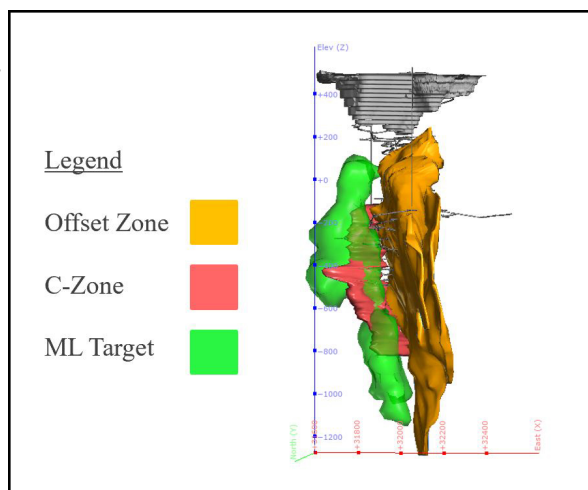 Elev (Z)
+400
+200
+0
-800
-1000
-1200
+31800
+32000
+32200
+32400
East (X)
North (Y)
Legend
Offset Zone
C-Zone
ML Target